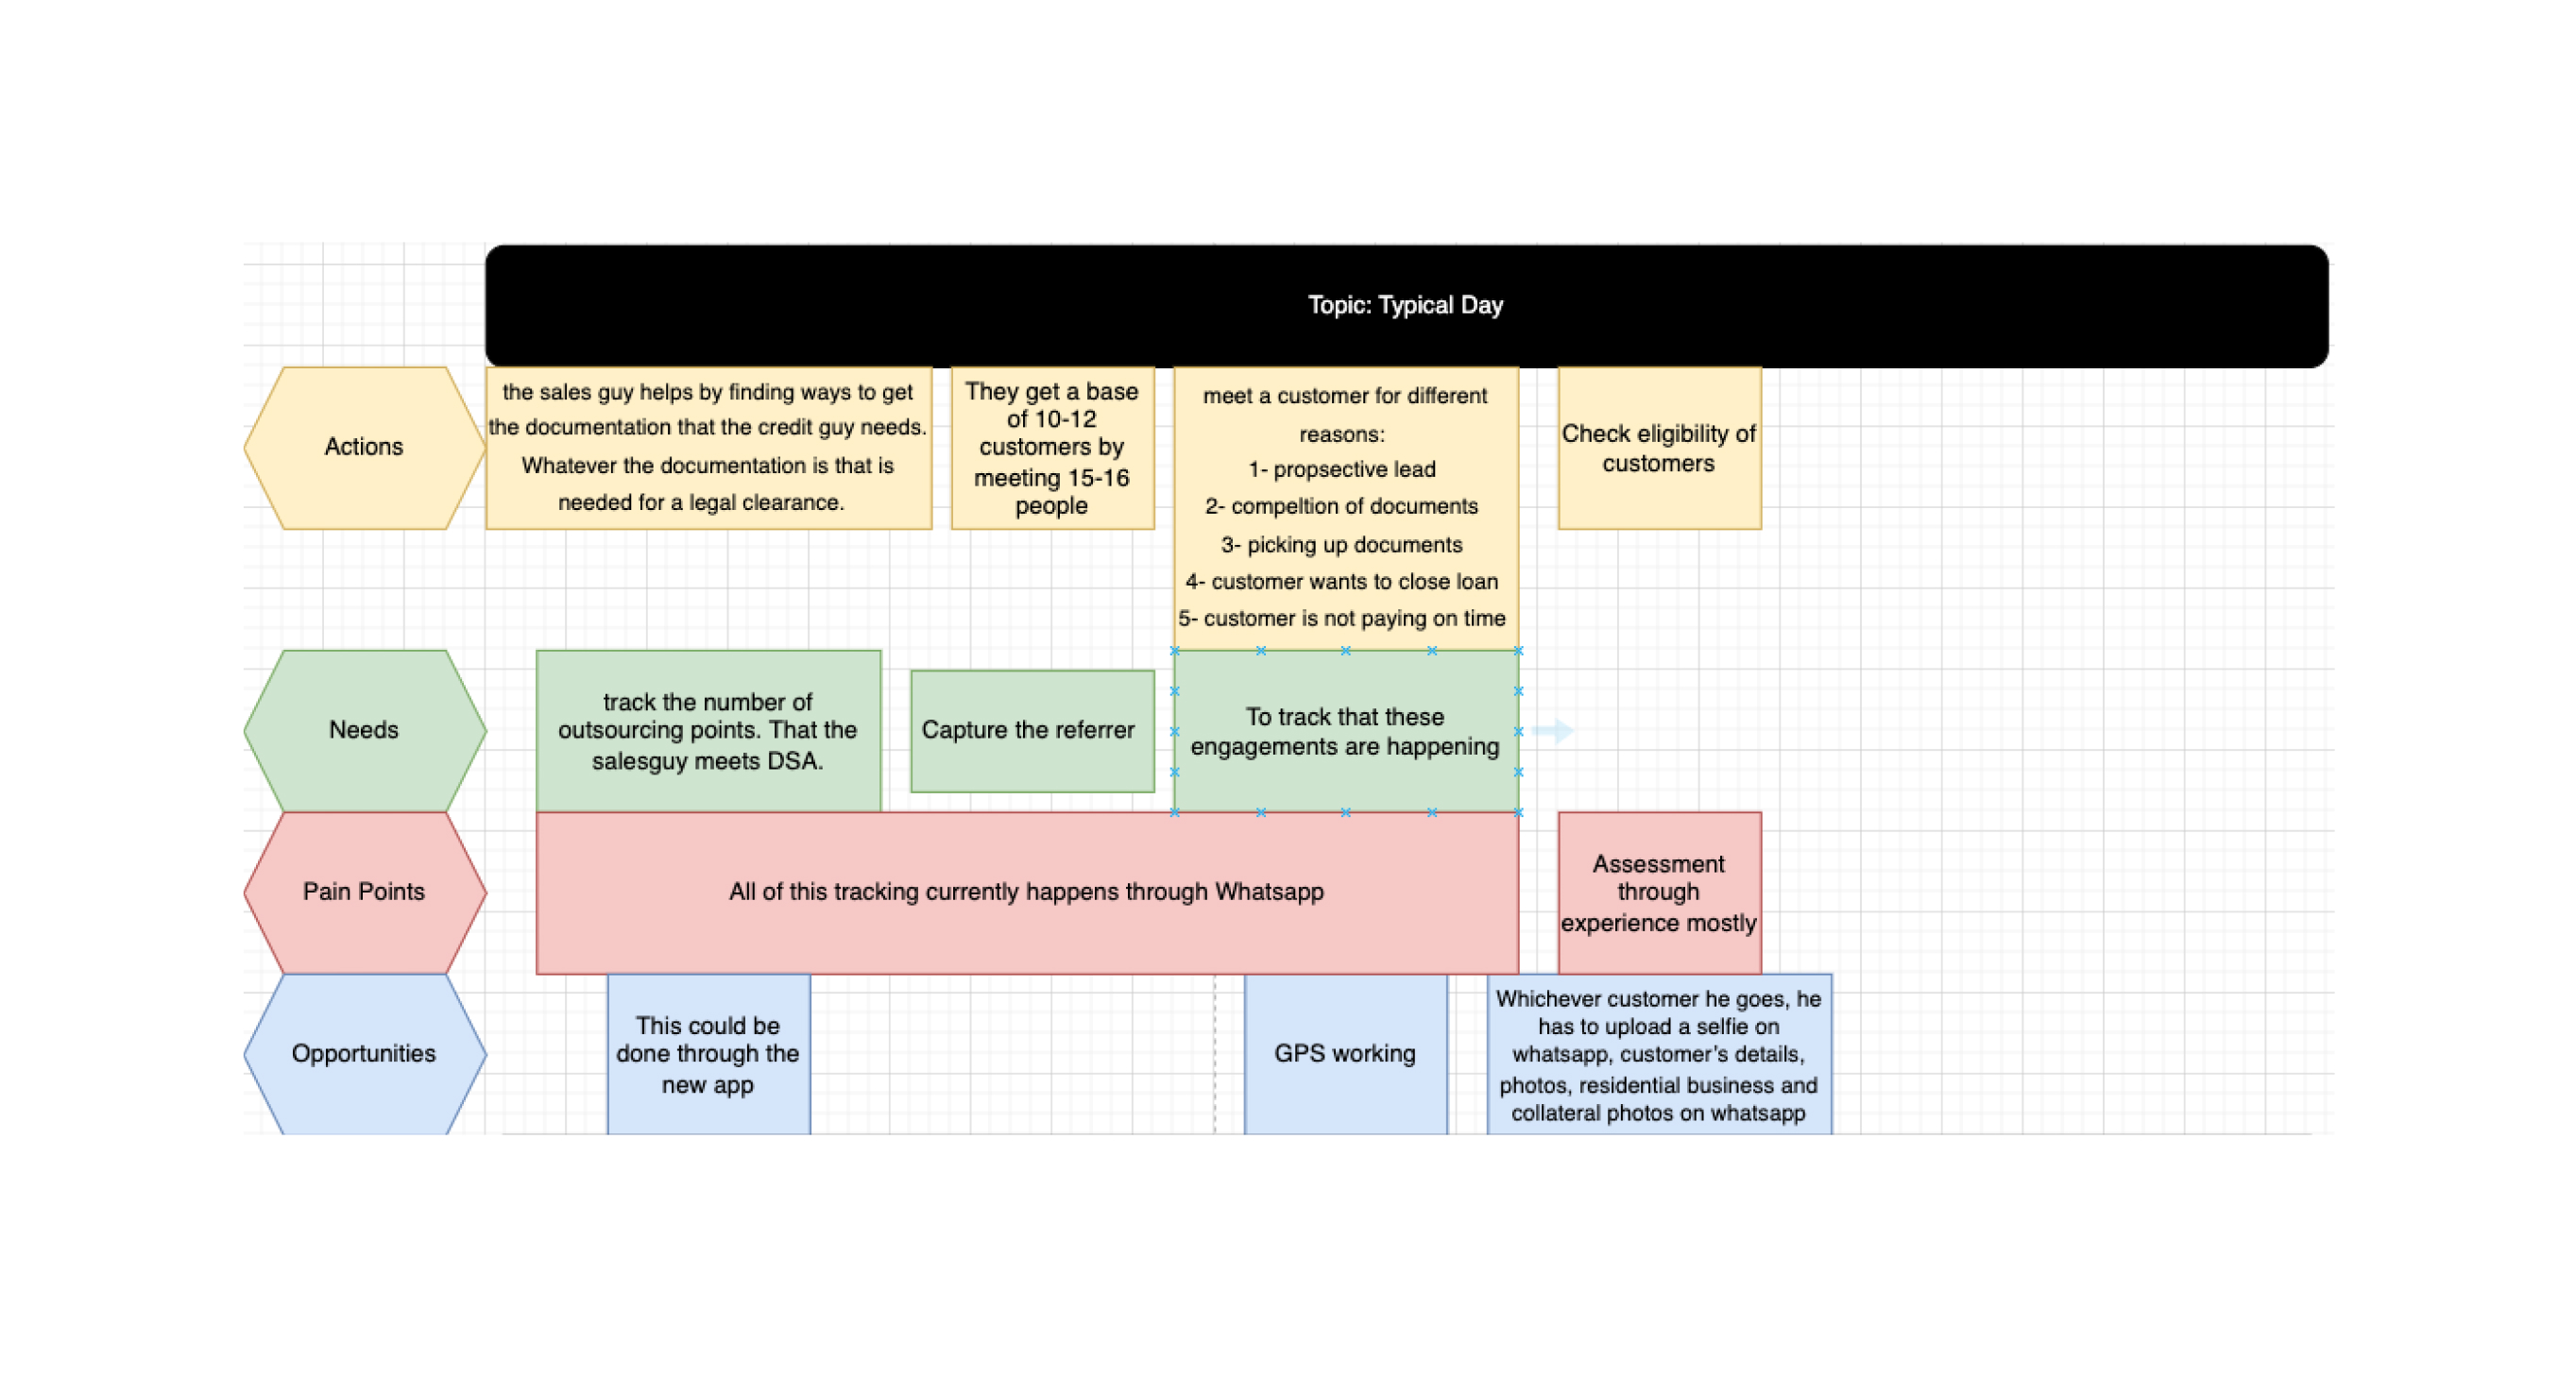 Topic: Typical Day
Actions
the sales guy helps by finding ways to get
the documentation that the credit guy needs.
Whatever the documentation is that is
needed for a legal clearance.
They get a base
of 10-12
customers by
meeting 15-16
people
meet a customer for different
reasons:
1- propsective lead
2- compeltion of documents
3- picking up documents
4- customer wants to close loan
5- customer is not paying on time
Check eligibility of
customers
Needs
track the number of
outsourcing points. That the
salesguy meets DSA.
Capture the referrer
To track that these
engagements are happening
Pain Points
All of this tracking currently happens through Whatsapp
Assessment
through
experience mostly
Opportunities
This could be
done through the
new app
GPS working
Whichever customer he goes, he
has to upload a selfie on
whatsapp, customer's details,
photos, residential business and
collateral photos on whatsapp